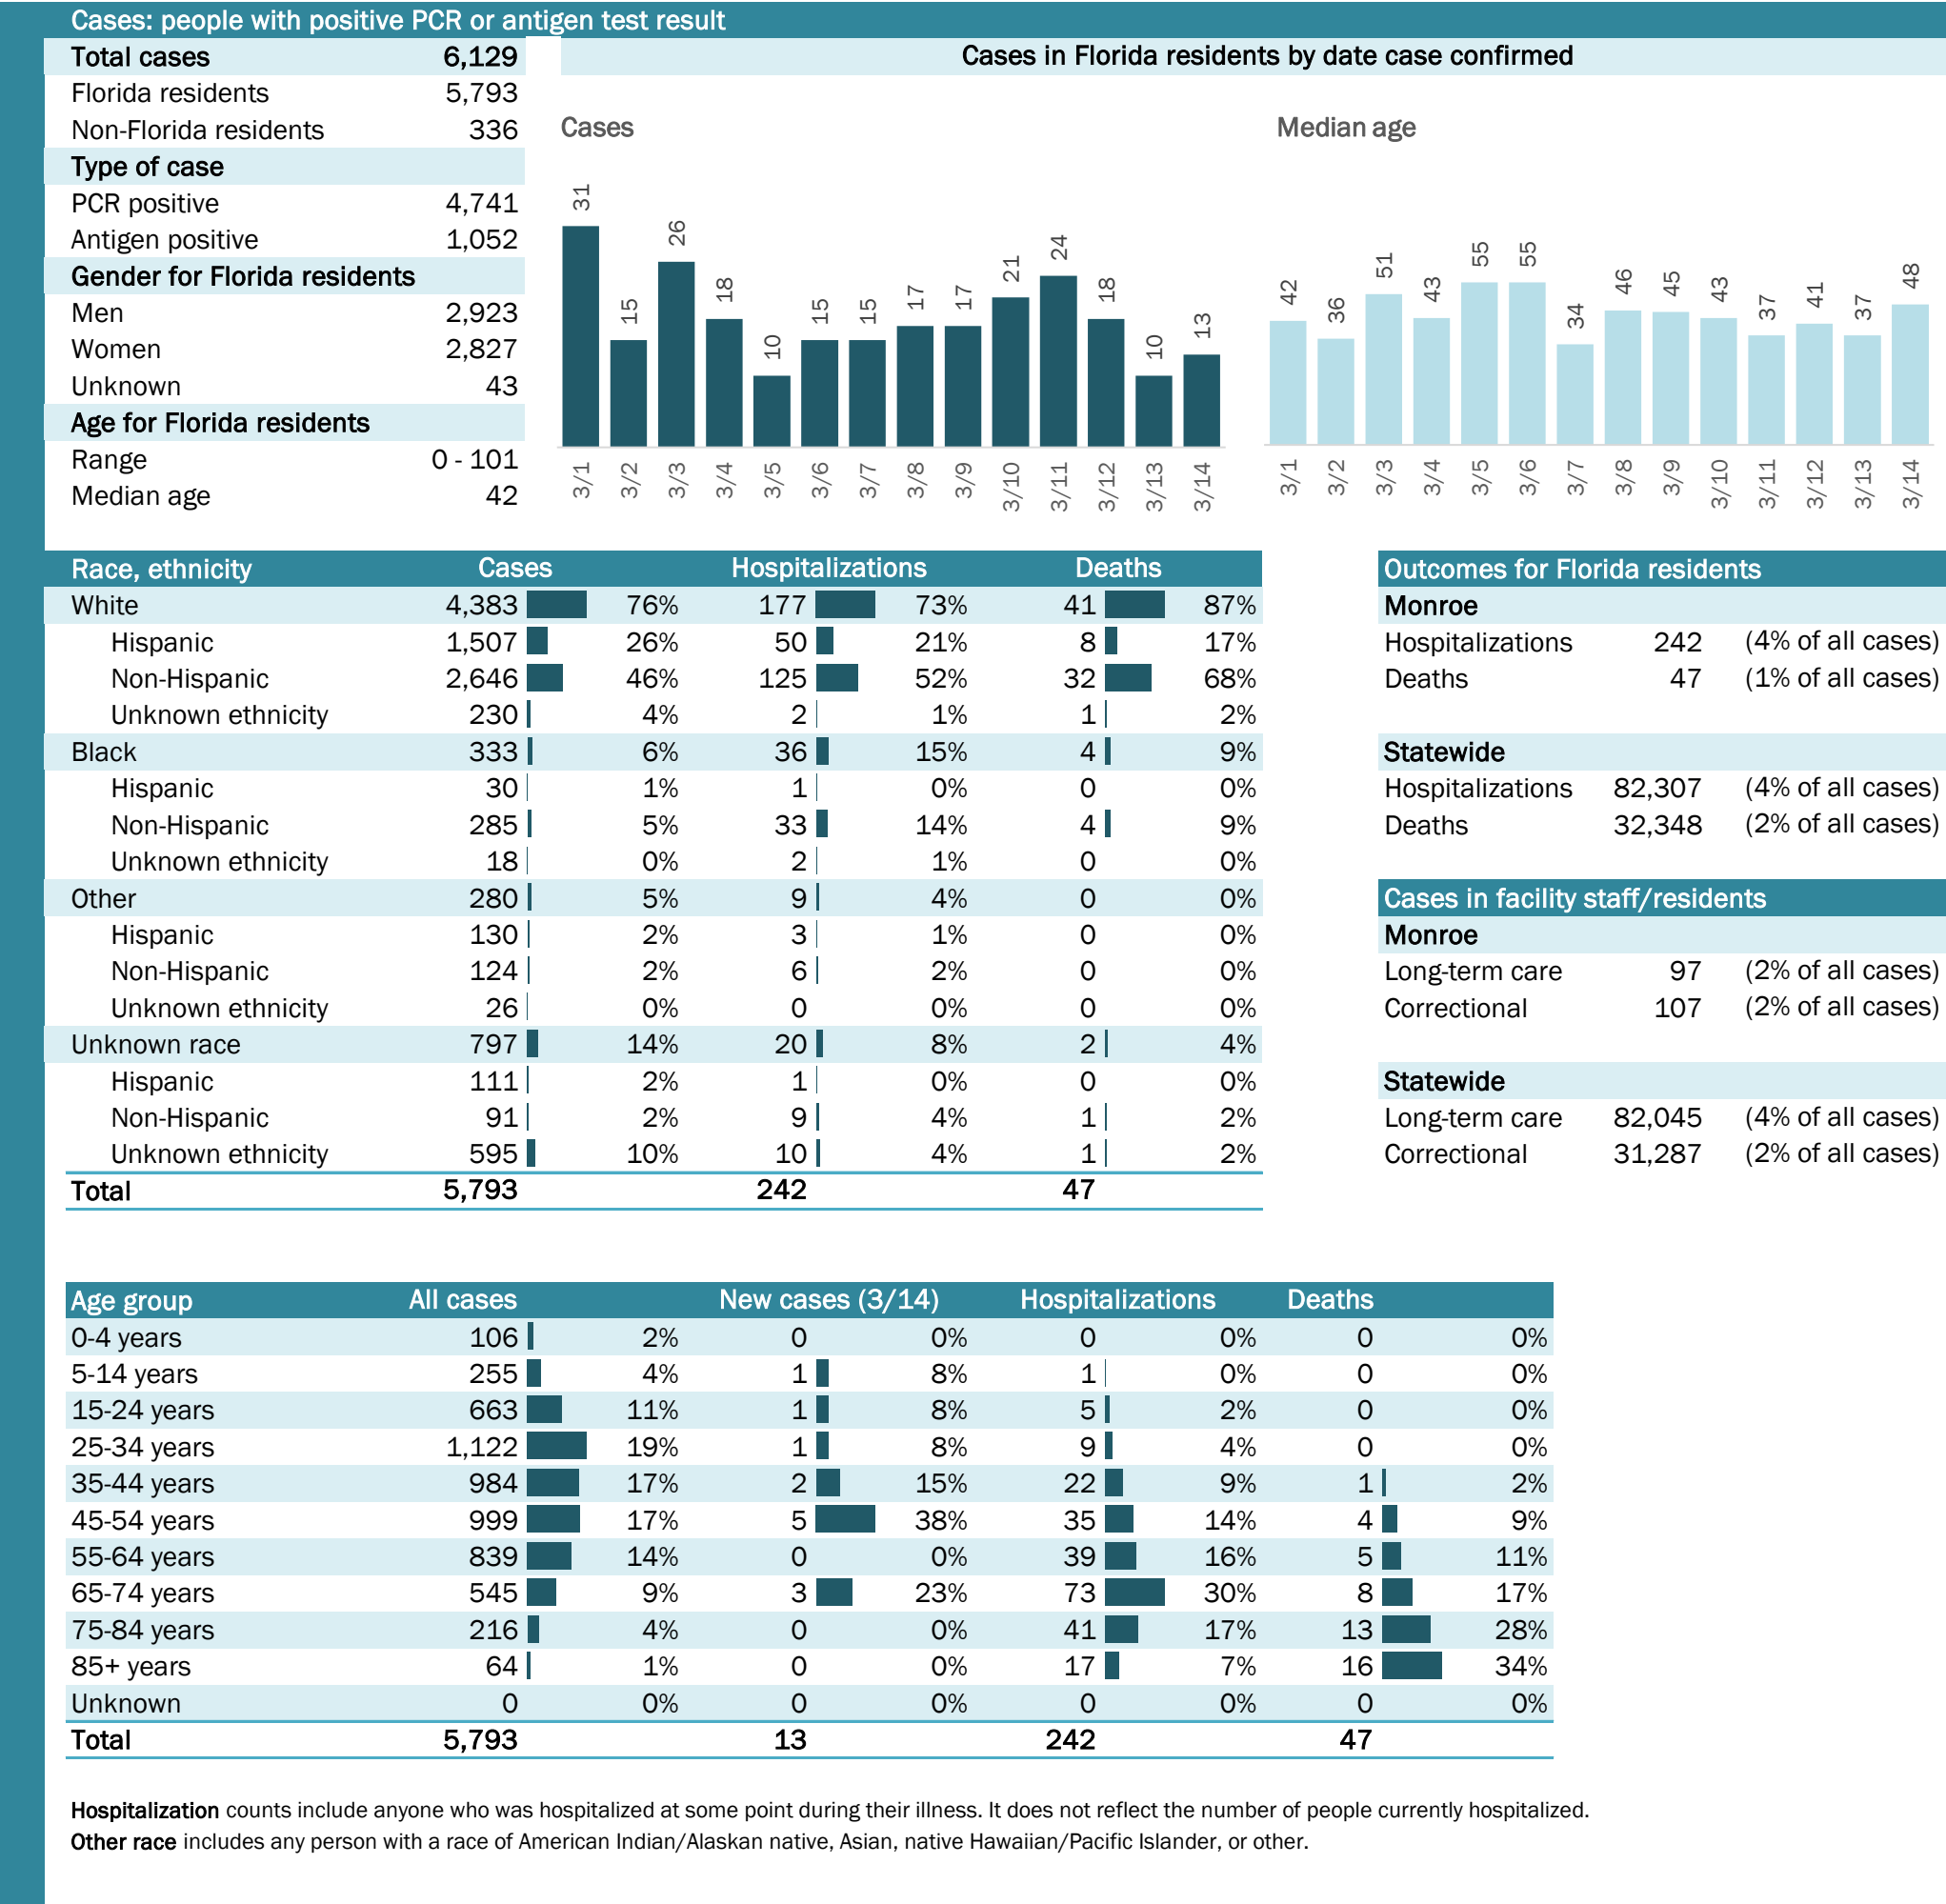 Cases: people with positive PCR or antigen test result
Total cases 6,129
Florida residents 5,793
Non-Florida residents 336
Type of case
PCR positive 4,741
Antigen positive 1,052
Gender for Florida residents
Men 2,923
Women 2,827
Unknown 43
Age for Florida residents
Range 0 - 101
Median age 42
Cases in Florida residents by date case confirmed
Cases
31 15 26 18 10 15 15 17 17 21 24 18 10 13
3/1 3/2 3/3 3/4 3/5 3/6 3/7 3/8 3/9 3/10 3/11 3/12 3/13 3/14
Median age
42 36 51 43 55 55 34 46 45 43 37 41 37 48
3/1 3/2 3/3 3/4 3/5 3/6 3/7 3/8 3/9 3/10 3/11 3/12 3/13 3/14
Race, ethnicity Cases Hospitalizations Deaths
White 4,383 76% 177 73% 41 87%
Hispanic 1,507 26% 50 21% 8 17%
Non-Hispanic 2,646 46% 125 52% 32 68%
Unknown ethnicity 230 4% 2 1% 1 2%
Black 333 6% 36 15% 4 9%
Hispanic 30 1% 1 0% 0 0%
Non-Hispanic 285 5% 33 14% 4 9%
Unknown ethnicity 18 0% 2 1% 0 0%
Other 280 5% 9 4% 0 0%
Hispanic 130 2% 3 1% 0 0%
Non-Hispanic 124 2% 6 2% 0 0%
Unknown ethnicity 26 0% 0 0% 0 0%
Unknown race 797 14% 20 8% 2 4%
Hispanic 111 2% 1 0% 0 0%
Non-Hispanic 91 2% 9 4% 1 2%
Unknown ethnicity 595 10% 10 4% 1 2%
Total 5,793 242 47
Outcomes for Florida residents
Monroe
Hospitalizations 242 (4% of all cases)
Deaths 47 (1% of all cases)
Statewide
Hospitalizations 82,307 (4% of all cases)
Deaths 32,348 (2% of all cases)
Cases in facility staff/residents
Monroe
Long-term care 97 (2% of all cases)
Correctional 107 (2% of all cases)
Statewide
Long-term care 82,045 (4% of all cases)
Correctional 31,287 (2% of all cases)
Age group All cases New cases (3/14) Hospitalizations Deaths
0-4 years 106 2% 0 0% 0 0% 0 0%
5-14 years 255 4% 1 8% 1 0% 0 0%
15-24 years 663 11% 1 8% 5 2% 0 0%
25-34 years 1,122 19% 1 8% 9 4% 0 0%
35-44 years 984 17% 2 15% 22 9% 1 2%
45-54 years 999 17% 5 38% 35 14% 4 9%
55-64 years 839 14% 0 0% 39 16% 5 11%
65-74 years 545 9% 3 23% 73 30% 8 17%
75-84 years 216 4% 0 0% 41 17% 13 28%
85+ years 64 1% 0 0% 17 7% 16 34%
Unknown 0 0% 0 0% 0 0% 0 0%
Total 5,793 13 242 47
Hospitalization counts include anyone who was hospitalized at some point during their illness. It does not reflect the number of people currently hospitalized.
Other race includes any person with a race of American Indian/Alaskan native, Asian, native Hawaiian/Pacific Islander, or other.